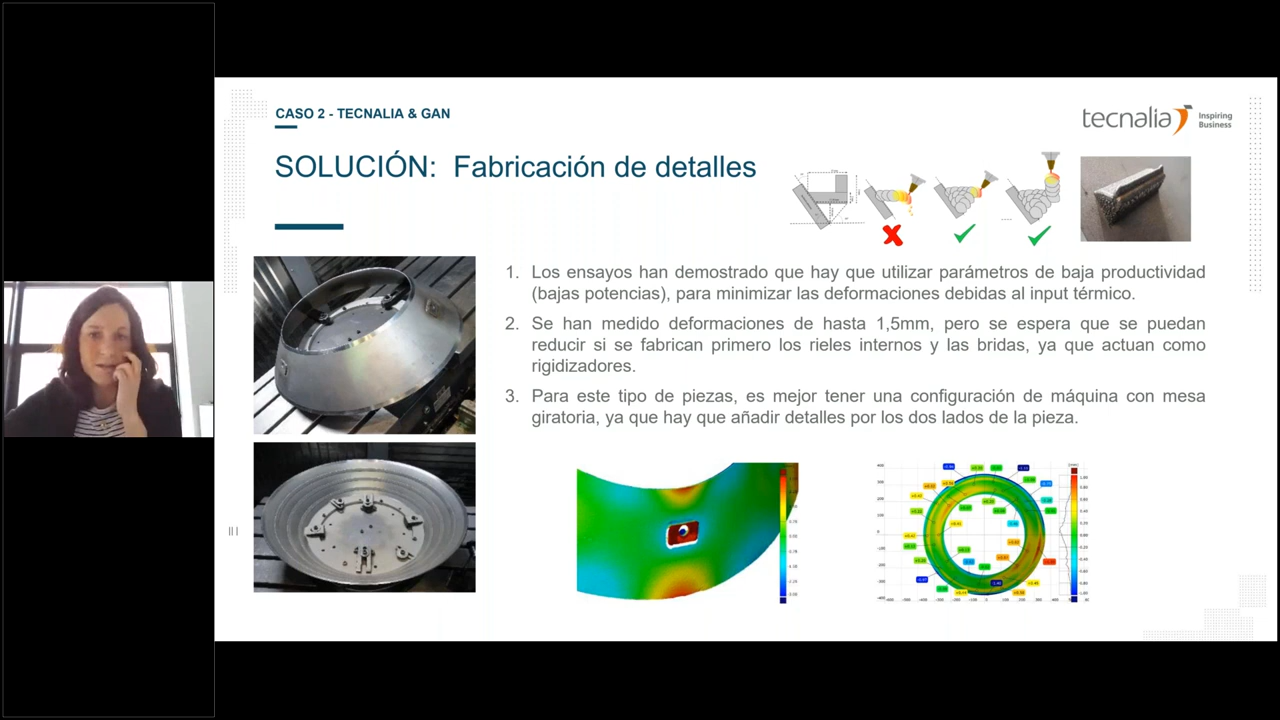 CASO 2 - TECNALIA & GAN
tecnalia Inspiring
Business
SOLUCIÓN: Fabricación de detalles
1. Los ensayos han demostrado que hay que utilizar parámetros de baja productividad
(bajas potencias), para minimizar las deformaciones debidas al input térmico.
2. Se han medido deformaciones de hasta 1,5mm, pero se espera que se puedan
reducir si se fabrican primero los rieles internos y las bridas, ya que actuan como
rigidizadores.
3. Para este tipo de piezas, es mejor tener una configuración de máquina con mesa
giratoria, ya que hay que añadir detalles por los dos lados de la pieza.